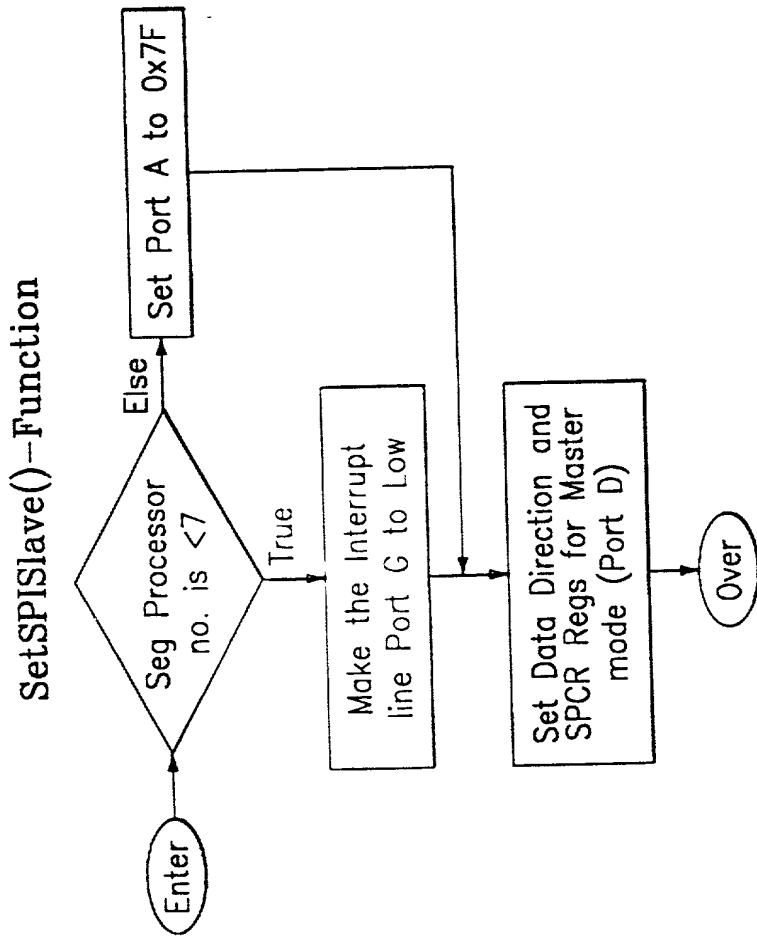 SetSPISlave()-Function
Enter
Seg Processor
no. is <7
Else
Set Port A to 0x7F
True
Make the Interrupt
line Port G to Low
Set Data Direction and
SPCR Regs for Master
mode (Port D)
Over